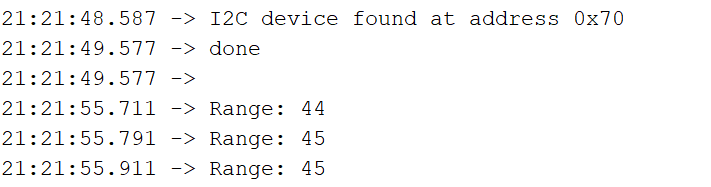 21:21:48.587 -> I2C device found at address 0x70
21:21:49.577 -> done
21:21:49.577 ->
21:21:55.711 -> Range: 44
21:21:55.791 -> Range: 45
21:21:55.911 -> Range: 45